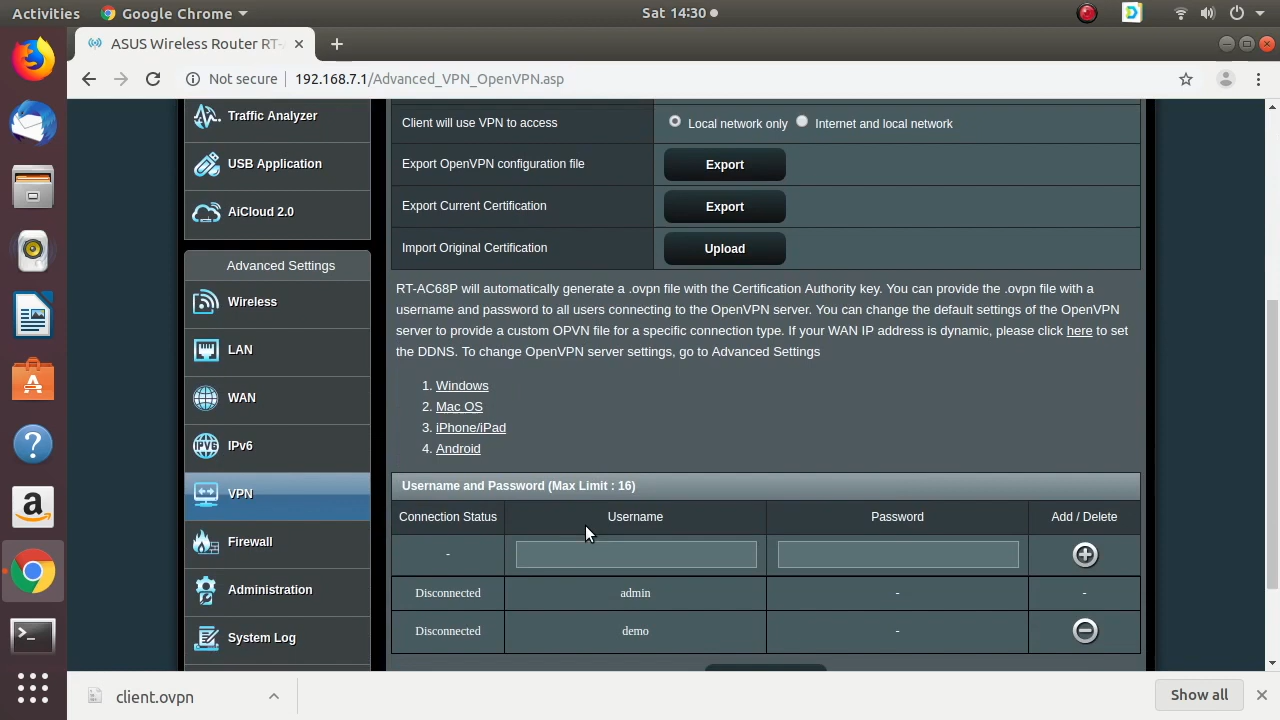 Activities
Google Chrome
Sat 14:30
ASUS Wireless Router RT-
Not secure
192.168.7.1/Advanced_VPN_OpenVPN.asp
Traffic Analyzer
USB Application
AiCloud 2.0
Advanced Settings
Wireless
LAN
WAN
IPv6
VPN
Firewall
Administration
System Log
Client will use VPN to access
Local network only
Internet and local network
Export OpenVPN configuration file
Export
Export Current Certification
Export
Import Original Certification
Upload
RT-AC68P will automatically generate a .ovpn file with the Certification Authority key. You can provide the .ovpn file with a
username and password to all users connecting to the OpenVPN server. You can change the default settings of the OpenVPN
server to provide a custom OPVN file for a specific connection type. If your WAN IP address is dynamic, please click here to set
the DDNS. To change OpenVPN server settings, go to Advanced Settings
1. Windows
2. Mac OS
3. iPhone/iPad
4. Android
Username and Password (Max Limit : 16)
Connection Status Username Password Add / Delete
-
Disconnected admin - -
Disconnected demo -
client.ovpn
Show all